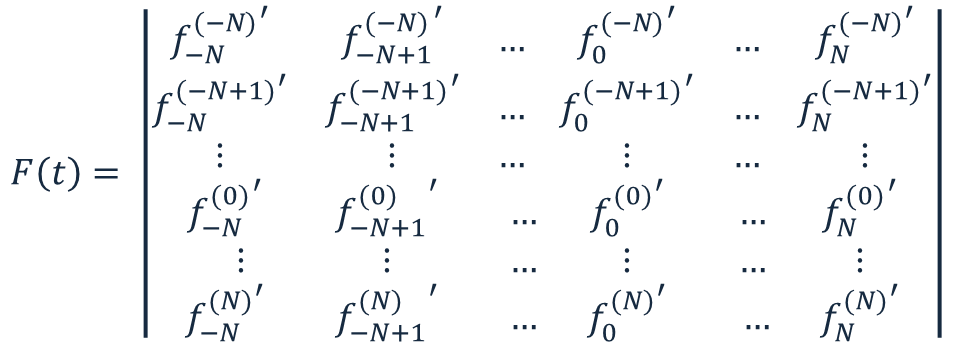 f_{-N}^{(-N)'} f_{-N+1}^{(-N)'} ... f_0^{(-N)'} ... f_N^{(-N)'}
f_{-N}^{(-N+1)'} f_{-N+1}^{(-N+1)'} ... f_0^{(-N+1)'} ... f_N^{(-N+1)'}
F(t) = ⋮ ⋮ ... ⋮ ... ⋮
f_{-N}^{(0)'} f_{-N+1}^{(0)'} ... f_0^{(0)'} ... f_N^{(0)'}
⋮ ⋮ ... ⋮ ... ⋮
f_{-N}^{(N)'} f_{-N+1}^{(N)'} ... f_0^{(N)'} ... f_N^{(N)'}